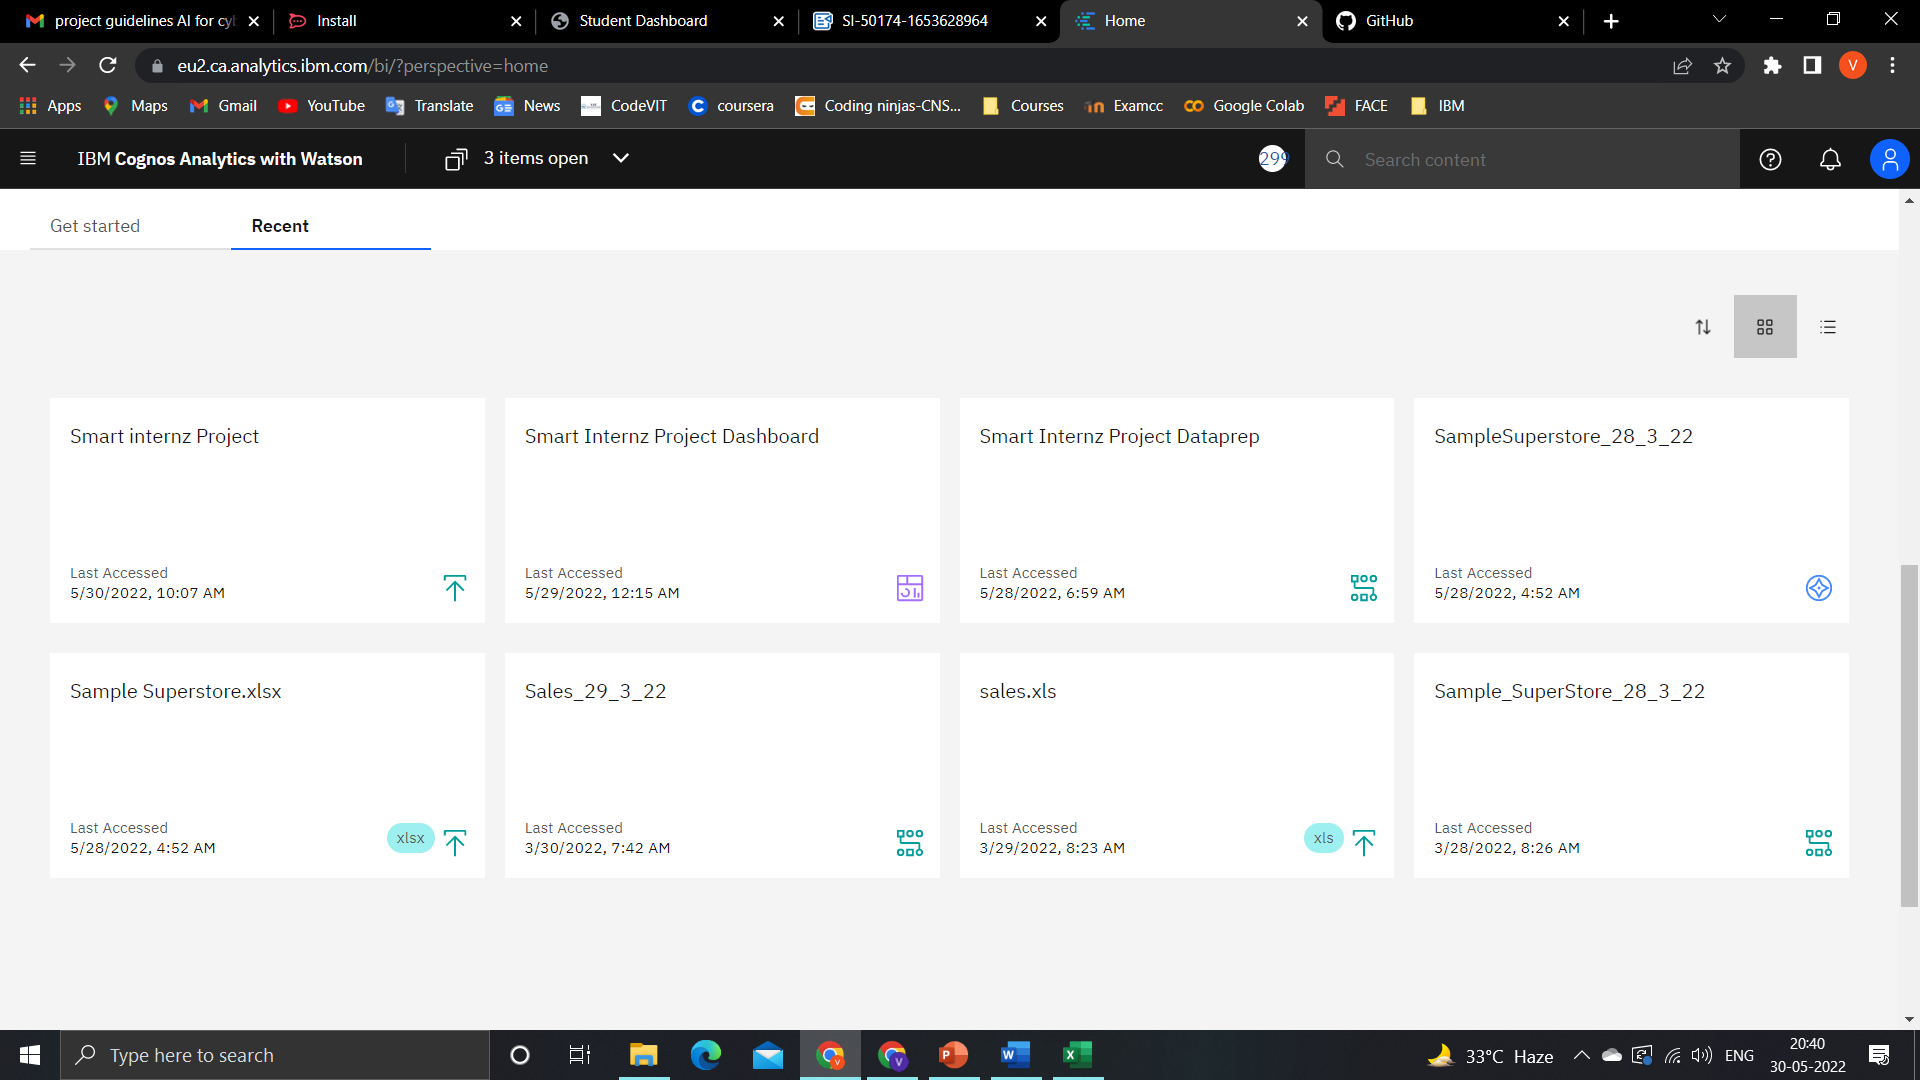 project guidelines AI for cy
Install
Student Dashboard
SI-50174-1653628964
Home
GitHub
eu2.ca.analytics.ibm.com/bi/?perspective=home
V
Apps
Maps
Gmail
YouTube
Translate
News
CodeVIT
coursera
Coding ninjas-CNS...
Courses
Examcc
Google Colab
FACE
IBM
IBM Cognos Analytics with Watson
3 items open
299
Search content
Get started
Recent
Smart internz Project
Last Accessed
5/30/2022, 10:07 AM
Smart Internz Project Dashboard
Last Accessed
5/29/2022, 12:15 AM
Smart Internz Project Dataprep
Last Accessed
5/28/2022, 6:59 AM
SampleSuperstore_28_3_22
Last Accessed
5/28/2022, 4:52 AM
Sample Superstore.xlsx
Last Accessed
5/28/2022, 4:52 AM
xlsx
Sales_29_3_22
Last Accessed
3/30/2022, 7:42 AM
sales.xls
Last Accessed
3/29/2022, 8:23 AM
xls
Sample_SuperStore_28_3_22
Last Accessed
3/28/2022, 8:26 AM
Type here to search
33°C Haze
ENG
20:40
30-05-2022